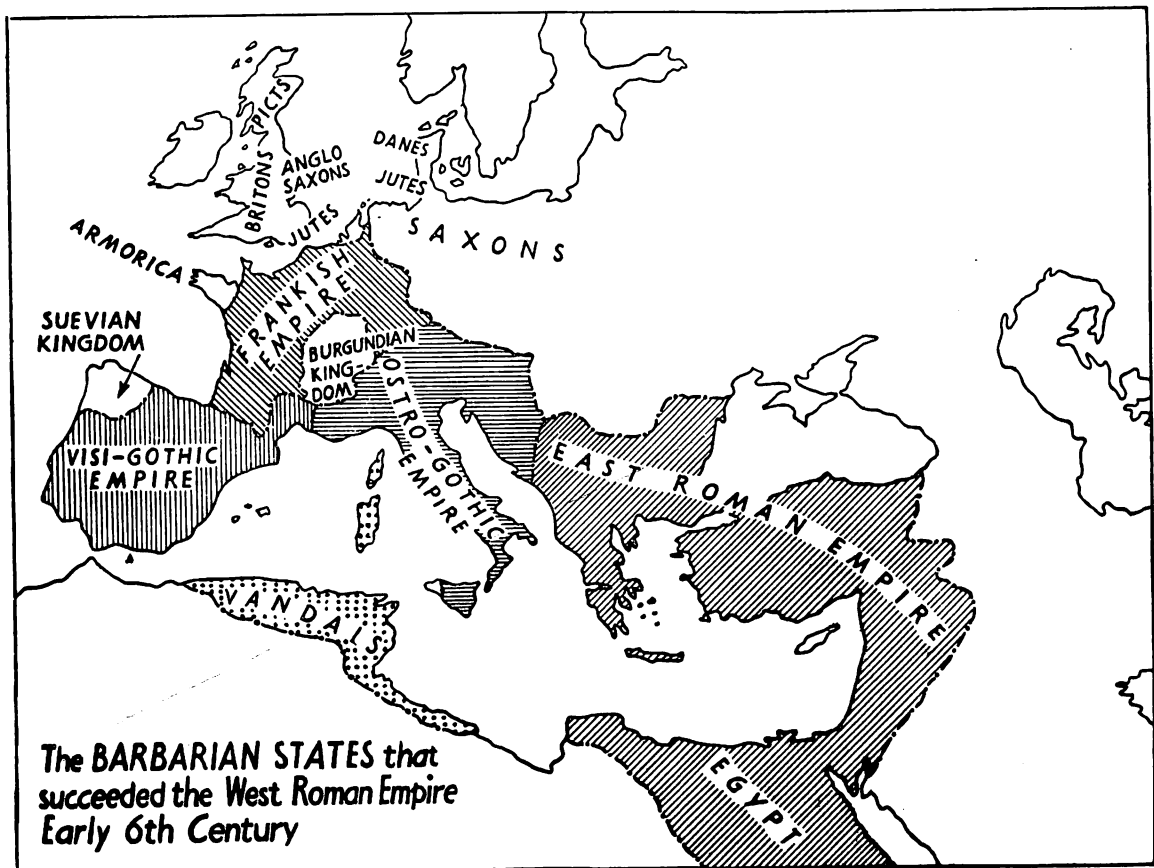 PICTS
BRITONS
ANGLO
SAXONS
DANES
JUTES
JUTES
SAXONS
ARMORICA
FRANKISH
EMPIRE
SUEVIAN
KINGDOM
BURGUNDIAN
KING-
DOM
OSTRO-GOTHIC
EMPIRE
VISI-GOTHIC
EMPIRE
EAST ROMAN EMPIRE
VANDALS
EGYPT
The BARBARIAN STATES that
succeeded the West Roman Empire
Early 6th Century